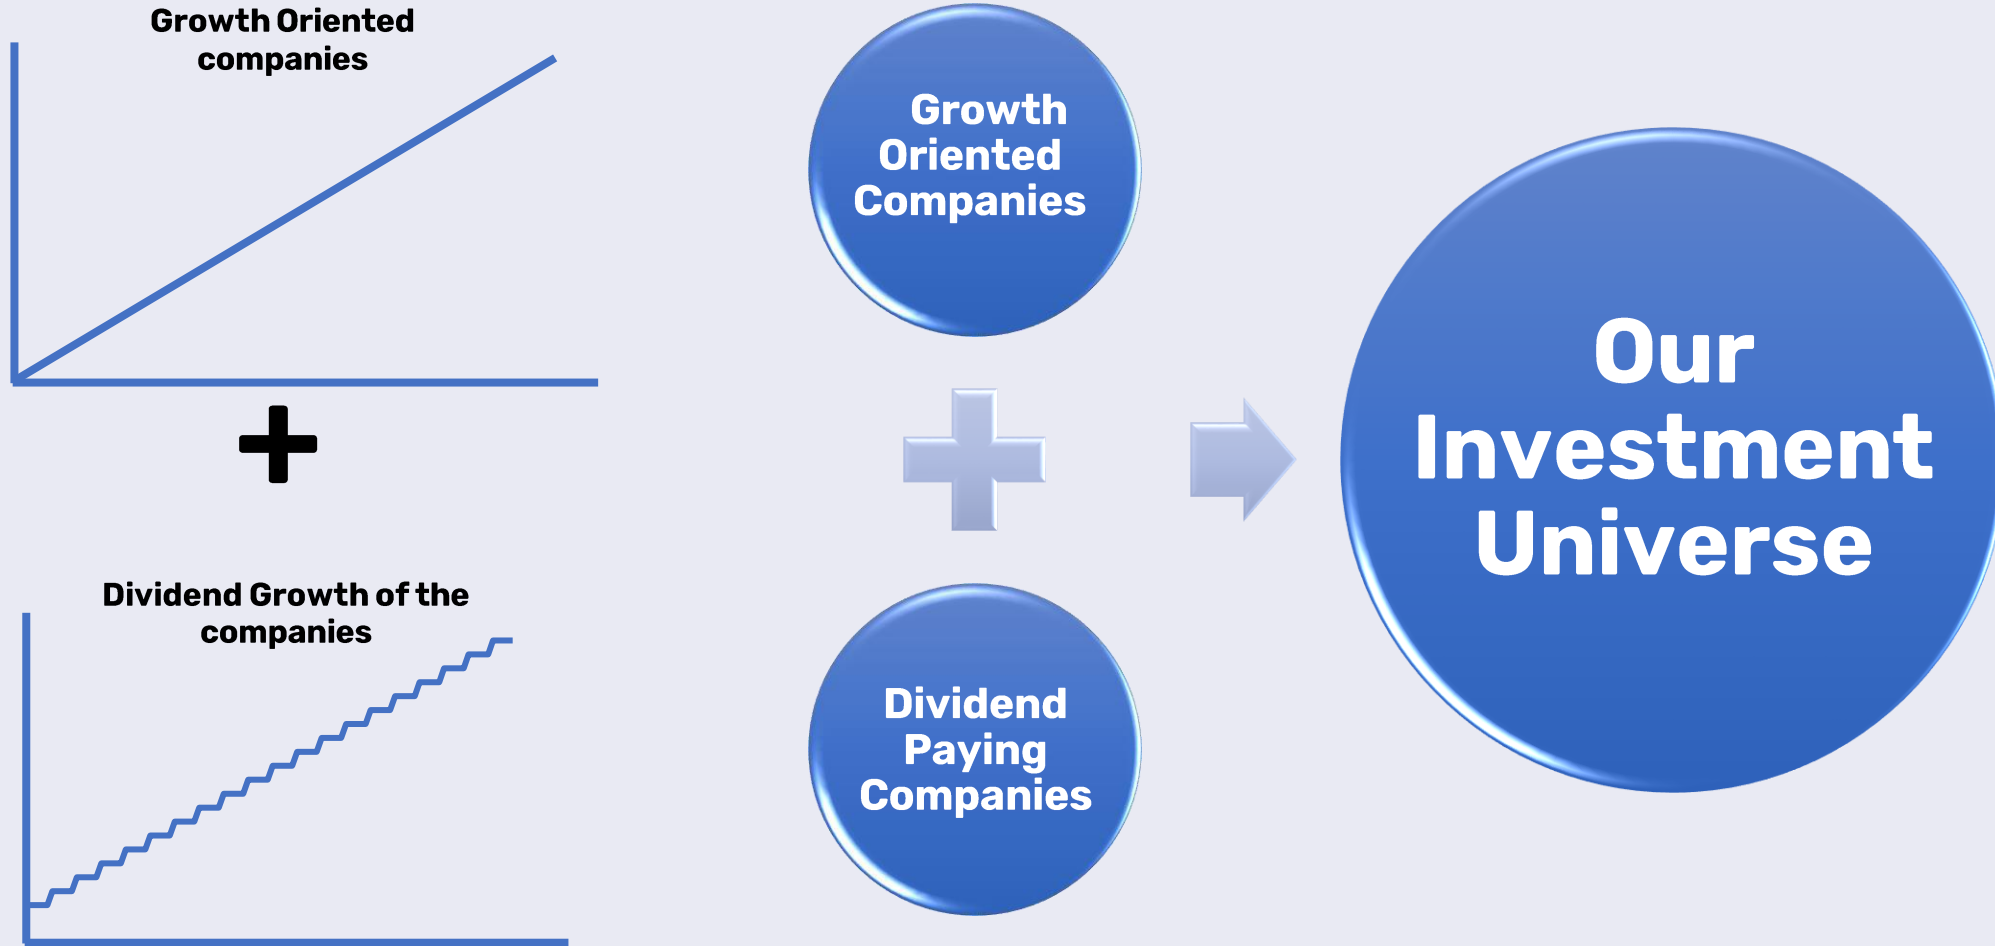 Growth Oriented
companies
Dividend Growth of the
companies
Growth
Oriented
Companies
Dividend
Paying
Companies
Our
Investment
Universe